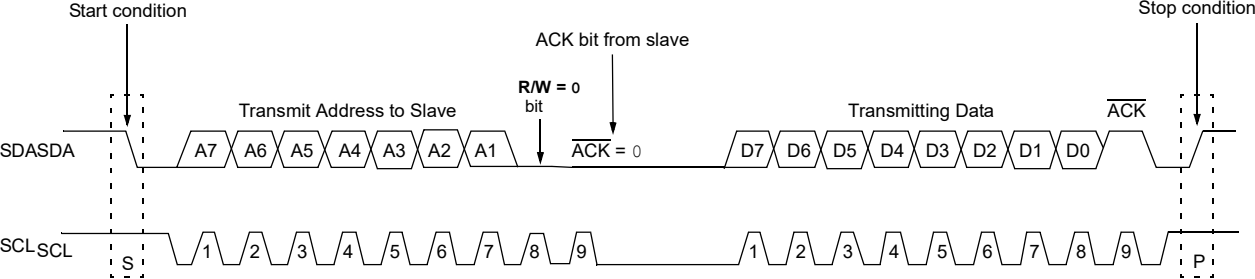 Start condition
Stop condition
ACK bit from slave
R/W = 0
bit
Transmit Address to Slave
Transmitting Data
ACK
SDASDA
A7 A6 A5 A4 A3 A2 A1
ACK = 0
D7 D6 D5 D4 D3 D2 D1 D0
SCLSCL
1 2 3 4 5 6 7 8 9
1 2 3 4 5 6 7 8 9
S
P